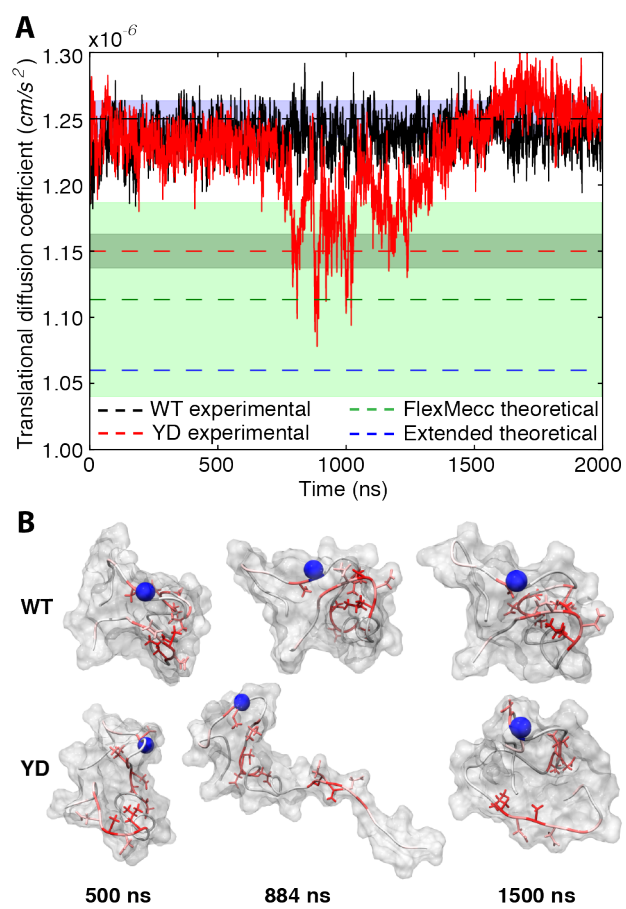 A
x10^-6
Translational diffusion coefficient (cm/s^2)
1.30
1.25
1.20
1.15
1.10
1.05
1.00
WT experimental
FlexMecc theoretical
YD experimental
Extended theoretical
0
500
1000
1500
2000
Time (ns)
B
WT
YD
500 ns
884 ns
1500 ns